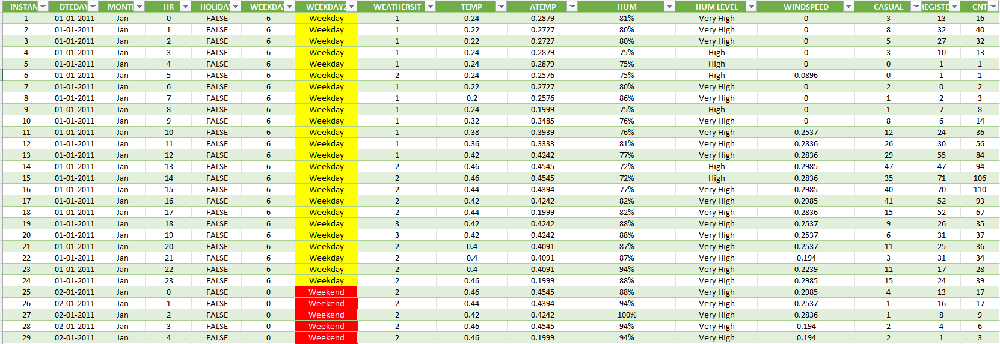 INSTAN DTEDAY MONTI HR HOLIDA WEEKDAY WEEKDAY2 WEATHERSIT TEMP ATEMP HUM HUM LEVEL WINDSPEED CASUAL REGISTE CNT
1 01-01-2011 Jan 0 FALSE 6 Weekday 1 0.24 0.2879 81% Very High 0 3 13 16
2 01-01-2011 Jan 1 FALSE 6 Weekday 1 0.22 0.2727 80% Very High 0 8 32 40
3 01-01-2011 Jan 2 FALSE 6 Weekday 1 0.22 0.2727 80% Very High 0 5 27 32
4 01-01-2011 Jan 3 FALSE 6 Weekday 1 0.24 0.2879 75% High 0 3 10 13
5 01-01-2011 Jan 4 FALSE 6 Weekday 1 0.24 0.2879 75% High 0 0 1 1
6 01-01-2011 Jan 5 FALSE 6 Weekday 2 0.24 0.2576 75% High 0.0896 0 1 1
7 01-01-2011 Jan 6 FALSE 6 Weekday 1 0.22 0.2727 80% Very High 0 2 0 2
8 01-01-2011 Jan 7 FALSE 6 Weekday 1 0.2 0.2576 86% Very High 0 1 2 3
9 01-01-2011 Jan 8 FALSE 6 Weekday 1 0.24 0.1999 75% High 0 1 7 8
10 01-01-2011 Jan 9 FALSE 6 Weekday 1 0.32 0.3485 76% Very High 0 8 6 14
11 01-01-2011 Jan 10 FALSE 6 Weekday 1 0.38 0.3939 76% Very High 0.2537 12 24 36
12 01-01-2011 Jan 11 FALSE 6 Weekday 1 0.36 0.3333 81% Very High 0.2836 26 30 56
13 01-01-2011 Jan 12 FALSE 6 Weekday 1 0.42 0.4242 77% Very High 0.2836 29 55 84
14 01-01-2011 Jan 13 FALSE 6 Weekday 2 0.46 0.4545 72% High 0.2985 47 47 94
15 01-01-2011 Jan 14 FALSE 6 Weekday 2 0.46 0.4545 72% High 0.2836 35 71 106
16 01-01-2011 Jan 15 FALSE 6 Weekday 2 0.44 0.4394 77% Very High 0.2985 40 70 110
17 01-01-2011 Jan 16 FALSE 6 Weekday 2 0.42 0.4242 82% Very High 0.2985 41 52 93
18 01-01-2011 Jan 17 FALSE 6 Weekday 2 0.44 0.1999 82% Very High 0.2836 15 52 67
19 01-01-2011 Jan 18 FALSE 6 Weekday 3 0.42 0.4242 88% Very High 0.2537 9 26 35
20 01-01-2011 Jan 19 FALSE 6 Weekday 3 0.42 0.4242 88% Very High 0.2537 6 31 37
21 01-01-2011 Jan 20 FALSE 6 Weekday 2 0.4 0.4091 87% Very High 0.2537 11 25 36
22 01-01-2011 Jan 21 FALSE 6 Weekday 2 0.4 0.4091 87% Very High 0.194 3 31 34
23 01-01-2011 Jan 22 FALSE 6 Weekday 2 0.4 0.4091 94% Very High 0.2239 11 17 28
24 01-01-2011 Jan 23 FALSE 6 Weekday 2 0.46 0.1999 88% Very High 0.2985 15 24 39
25 02-01-2011 Jan 0 FALSE 0 Weekend 2 0.46 0.4545 88% Very High 0.2985 4 13 17
26 02-01-2011 Jan 1 FALSE 0 Weekend 2 0.44 0.4394 94% Very High 0.2537 1 16 17
27 02-01-2011 Jan 2 FALSE 0 Weekend 2 0.42 0.4242 100% Very High 0.2836 1 8 9
28 02-01-2011 Jan 3 FALSE 0 Weekend 2 0.46 0.4545 94% Very High 0.194 2 4 6
29 02-01-2011 Jan 4 FALSE 0 Weekend 2 0.46 0.1999 94% Very High 0.194 2 1 3